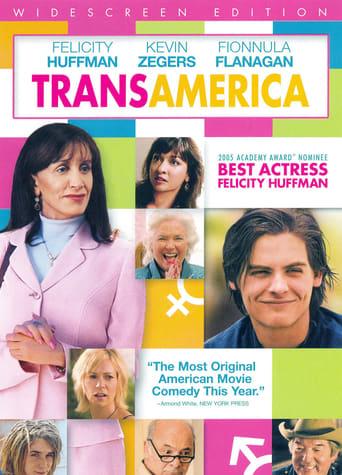 WIDESCREEN EDITION
FELICITY HUFFMAN
KEVIN ZEGERS
FIONNULA FLANAGAN
TRANSAMERICA
2005 ACADEMY AWARD™ NOMINEE
BEST ACTRESS
FELICITY HUFFMAN
“The Most Original
American Movie
Comedy This Year.”
–Armond White, NEW YORK PRESS